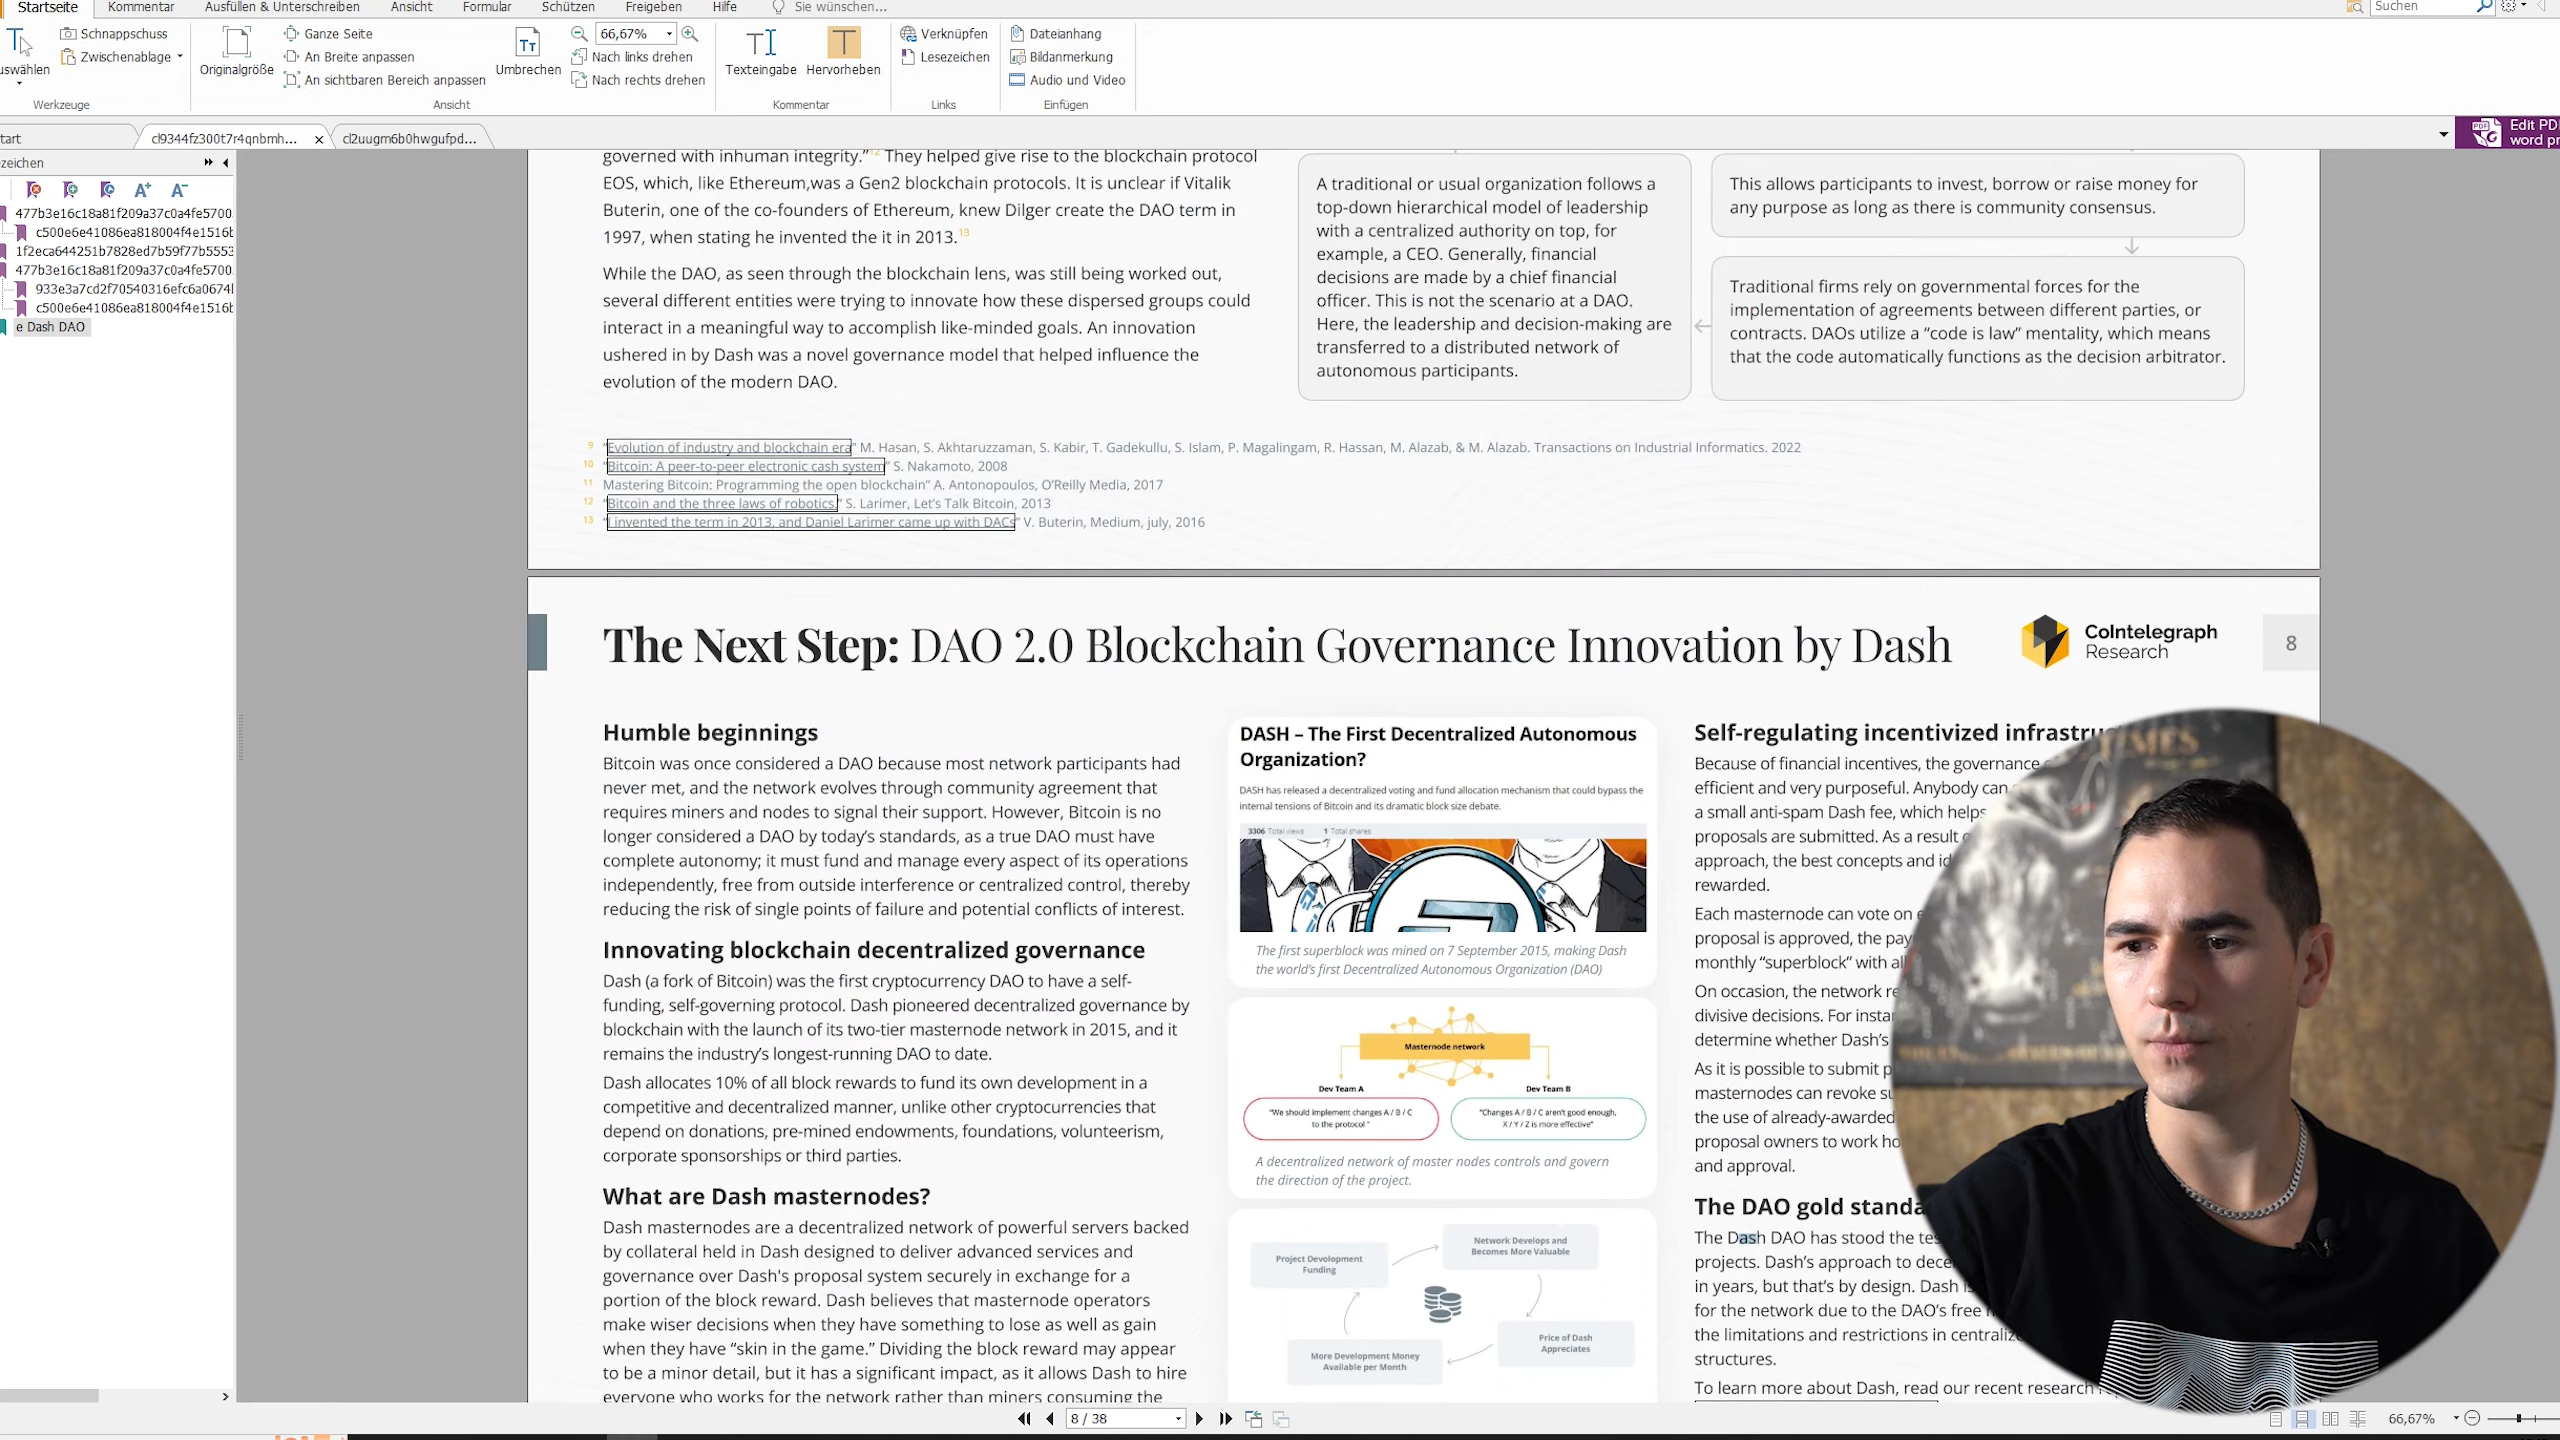 Startseite Kommentar Ausfüllen & Unterschreiben Ansicht Formular Schützen Freigeben Hilfe Sie wünschen... Suchen
uswählen
Schnappschuss
Zwischenablage
Werkzeuge
Originalgröße
Ganze Seite
An Breite anpassen
An sichtbaren Bereich anpassen
Umbrechen
66,67%
Nach links drehen
Nach rechts drehen
Ansicht
Texteingabe Hervorheben
Kommentar
Verknüpfen
Lesezeichen
Links
Dateianhang
Bildanmerkung
Audio und Video
Einfügen
tart cl9344fz300t7r4qnbmh... cl2uugm6b0hwgufpd...
Edit PD
word pr
zeichen
477b3e16c18a81f209a37c0a4fe5700
c500e6e41086ea818004f4e1516b
1f2eca644251b7828ed7b59f77b5553
477b3e16c18a81f209a37c0a4fe5700
933e3a7cd2f70540316efc6a0674b
c500e6e41086ea818004f4e1516b
e Dash DAO
governed with inhuman integrity.”12 They helped give rise to the blockchain protocol
EOS, which, like Ethereum,was a Gen2 blockchain protocols. It is unclear if Vitalik
Buterin, one of the co-founders of Ethereum, knew Dilger create the DAO term in
1997, when stating he invented the it in 2013.13
While the DAO, as seen through the blockchain lens, was still being worked out,
several different entities were trying to innovate how these dispersed groups could
interact in a meaningful way to accomplish like-minded goals. An innovation
ushered in by Dash was a novel governance model that helped influence the
evolution of the modern DAO.
A traditional or usual organization follows a
top-down hierarchical model of leadership
with a centralized authority on top, for
example, a CEO. Generally, financial
decisions are made by a chief financial
officer. This is not the scenario at a DAO.
Here, the leadership and decision-making are
transferred to a distributed network of
autonomous participants.
This allows participants to invest, borrow or raise money for
any purpose as long as there is community consensus.
Traditional firms rely on governmental forces for the
implementation of agreements between different parties, or
contracts. DAOs utilize a “code is law” mentality, which means
that the code automatically functions as the decision arbitrator.
9 “Evolution of industry and blockchain era” M. Hasan, S. Akhtaruzzaman, S. Kabir, T. Gadekullu, S. Islam, P. Magalingam, R. Hassan, M. Alazab, & M. Alazab. Transactions on Industrial Informatics. 2022
10 “Bitcoin: A peer-to-peer electronic cash system” S. Nakamoto, 2008
11 Mastering Bitcoin: Programming the open blockchain” A. Antonopoulos, O’Reilly Media, 2017
12 “Bitcoin and the three laws of robotics.” S. Larimer, Let’s Talk Bitcoin, 2013
13 “I invented the term in 2013, and Daniel Larimer came up with DACs” V. Buterin, Medium, july, 2016
The Next Step: DAO 2.0 Blockchain Governance Innovation by Dash
CoIntelegraph
Research
8
Humble beginnings
Bitcoin was once considered a DAO because most network participants had
never met, and the network evolves through community agreement that
requires miners and nodes to signal their support. However, Bitcoin is no
longer considered a DAO by today’s standards, as a true DAO must have
complete autonomy; it must fund and manage every aspect of its operations
independently, free from outside interference or centralized control, thereby
reducing the risk of single points of failure and potential conflicts of interest.
Innovating blockchain decentralized governance
Dash (a fork of Bitcoin) was the first cryptocurrency DAO to have a self-
funding, self-governing protocol. Dash pioneered decentralized governance by
blockchain with the launch of its two-tier masternode network in 2015, and it
remains the industry’s longest-running DAO to date.
Dash allocates 10% of all block rewards to fund its own development in a
competitive and decentralized manner, unlike other cryptocurrencies that
depend on donations, pre-mined endowments, foundations, volunteerism,
corporate sponsorships or third parties.
What are Dash masternodes?
Dash masternodes are a decentralized network of powerful servers backed
by collateral held in Dash designed to deliver advanced services and
governance over Dash's proposal system securely in exchange for a
portion of the block reward. Dash believes that masternode operators
make wiser decisions when they have something to lose as well as gain
when they have “skin in the game.” Dividing the block reward may appear
to be a minor detail, but it has a significant impact, as it allows Dash to hire
everyone who works for the network rather than miners consuming the
DASH – The First Decentralized Autonomous
Organization?
DASH has released a decentralized voting and fund allocation mechanism that could bypass the
internal tensions of Bitcoin and its dramatic block size debate.
3306 Total views 1 Total shares
The first superblock was mined on 7 September 2015, making Dash
the world’s first Decentralized Autonomous Organization (DAO)
Masternode network
Dev Team A Dev Team B
“We should implement changes A / B / C
to the protocol ”
“Changes A / B / C aren’t good enough,
X / Y / Z is more effective”
A decentralized network of master nodes controls and govern
the direction of the project.
Project Development
Funding
Network Develops and
Becomes More Valuable
Price of Dash
Appreciates
More Development Money
Available per Month
Self-regulating incentivized infrastru
Because of financial incentives, the governance
efficient and very purposeful. Anybody can
a small anti-spam Dash fee, which helps
proposals are submitted. As a result
approach, the best concepts and id
rewarded.
Each masternode can vote on
proposal is approved, the pay
monthly “superblock” with al
On occasion, the network re
divisive decisions. For insta
determine whether Dash’s
As it is possible to submit p
masternodes can revoke su
the use of already-awarded
proposal owners to work ho
and approval.
The DAO gold standa
The Dash DAO has stood the tes
projects. Dash’s approach to dece
in years, but that’s by design. Dash i
for the network due to the DAO’s free
the limitations and restrictions in centraliz
structures.
To learn more about Dash, read our recent research
TIMES
8 / 38
66,67%